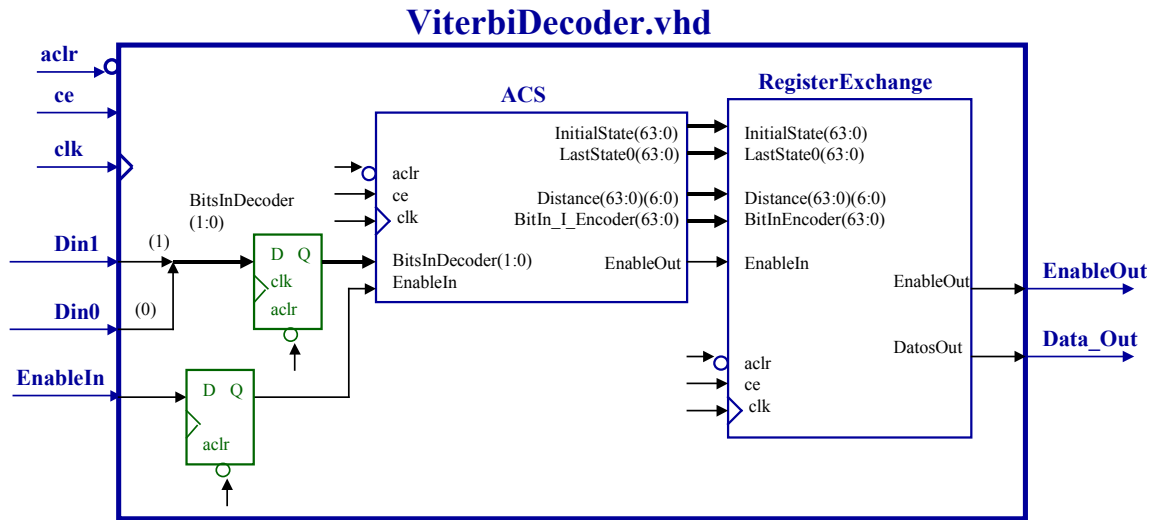 ViterbiDecoder.vhd
aclr
ce
clk
Din1
Din0
EnableIn
BitsInDecoder
(1:0)
(1)
(0)
D Q
clk
aclr
D Q
aclr
ACS
aclr
ce
clk
BitsInDecoder(1:0)
EnableIn
InitialState(63:0)
LastState0(63:0)
Distance(63:0)(6:0)
BitIn_I_Encoder(63:0)
EnableOut
RegisterExchange
InitialState(63:0)
LastState0(63:0)
Distance(63:0)(6:0)
BitInEncoder(63:0)
EnableIn
EnableOut
DatosOut
aclr
ce
clk
EnableOut
Data_Out